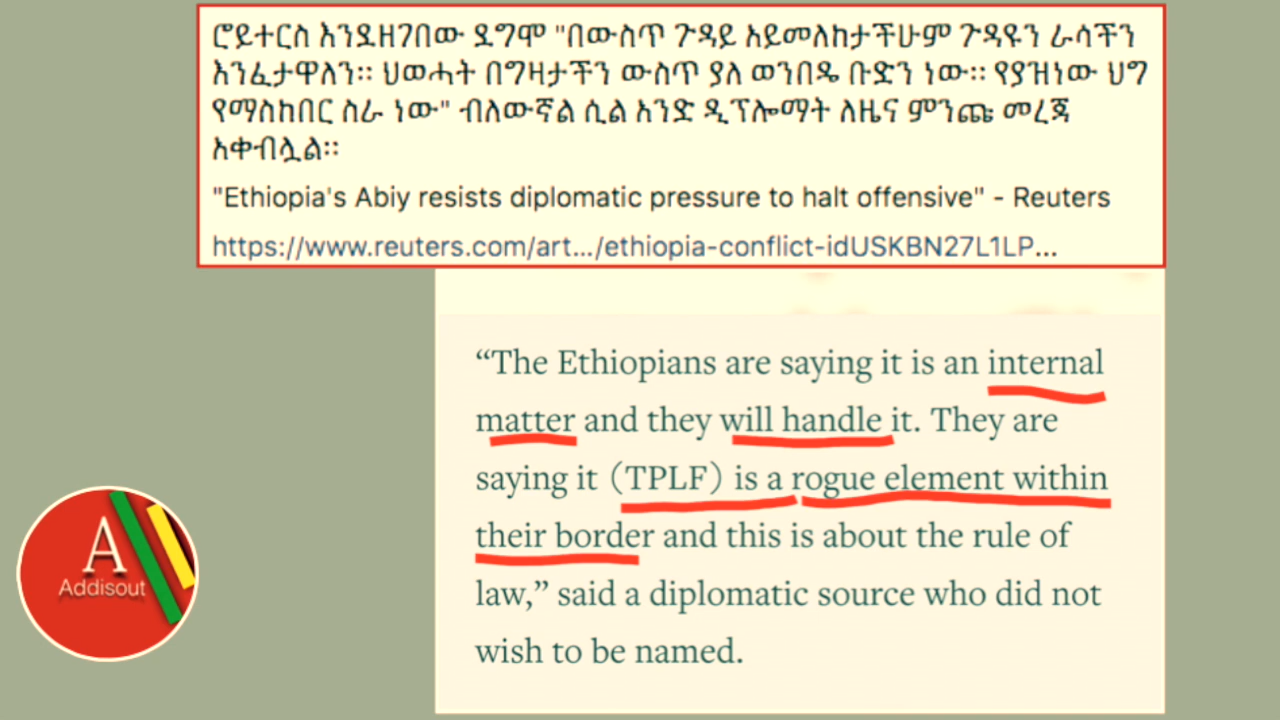 ሮይተርስ እንደዘገበው ደግሞ "በውስጥ ጉዳይ አይመለከታችሁም ጉዳዩን ራሳችን
እንፈታዋለን። ህወሓት በግዛታችን ውስጥ ያለ ወንበዴ ቡድን ነው። የያዝነው ህግ
የማስከበር ስራ ነው" ብለውኛል ሲል አንድ ዲፕሎማት ለዜና ምንጩ መረጃ
አቀብሏል።
"Ethiopia's Abiy resists diplomatic pressure to halt offensive" - Reuters
https://www.reuters.com/art.../ethiopia-conflict-idUSKBN27L1LP...
“The Ethiopians are saying it is an internal
matter and they will handle it. They are
saying it (TPLF) is a rogue element within
their border and this is about the rule of
law,” said a diplomatic source who did not
wish to be named.
A
Addisout